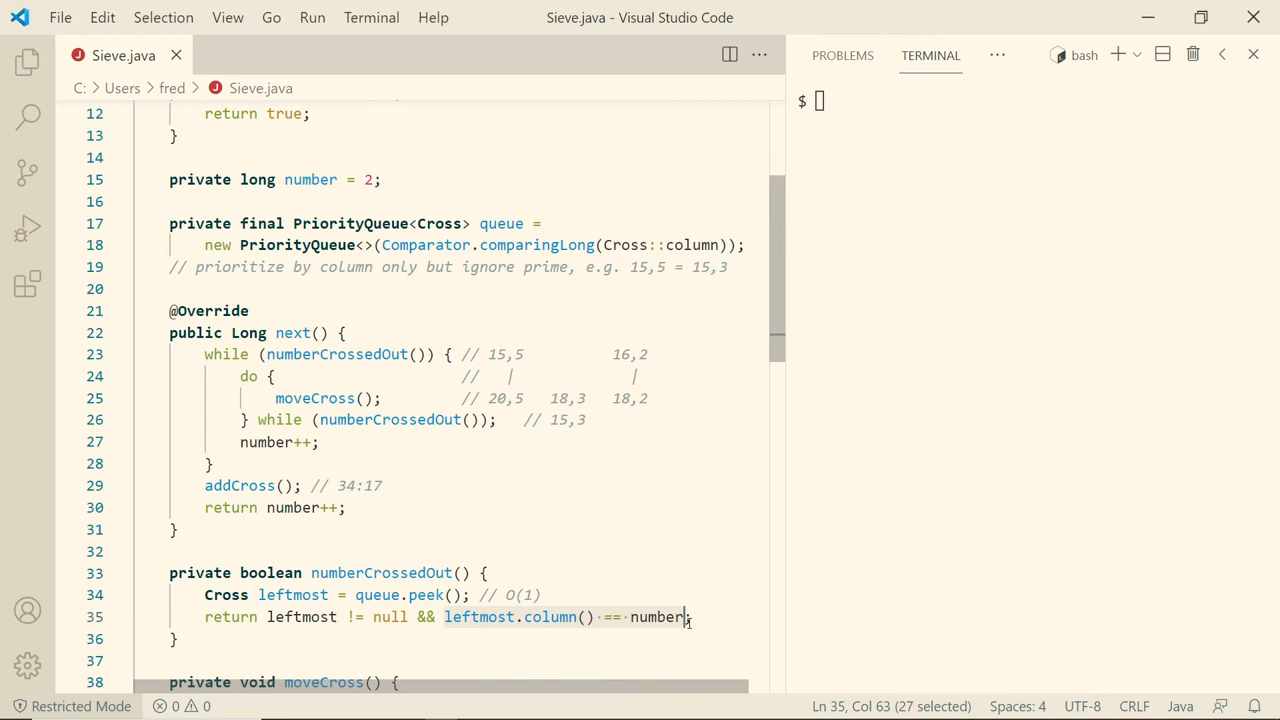 File Edit Selection View Go Run Terminal Help Sieve.java - Visual Studio Code
Sieve.java
PROBLEMS TERMINAL bash
C: Users fred Sieve.java
$
12 return true;
13 }
14
15 private long number = 2;
16
17 private final PriorityQueue<Cross> queue =
18 new PriorityQueue<>(Comparator.comparingLong(Cross::column));
19 // prioritize by column only but ignore prime, e.g. 15,5 = 15,3
20
21 @Override
22 public Long next() {
23 while (numberCrossedOut()) { // 15,5 16,2
24 do { // | |
25 moveCross(); // 20,5 18,3 18,2
26 } while (numberCrossedOut()); // 15,3
27 number++;
28 }
29 addCross(); // 34:17
30 return number++;
31 }
32
33 private boolean numberCrossedOut() {
34 Cross leftmost = queue.peek(); // O(1)
35 return leftmost != null && leftmost.column() == number;
36 }
37
38 private void moveCross() {
Restricted Mode 0 0 Ln 35, Col 63 (27 selected) Spaces: 4 UTF-8 CRLF Java